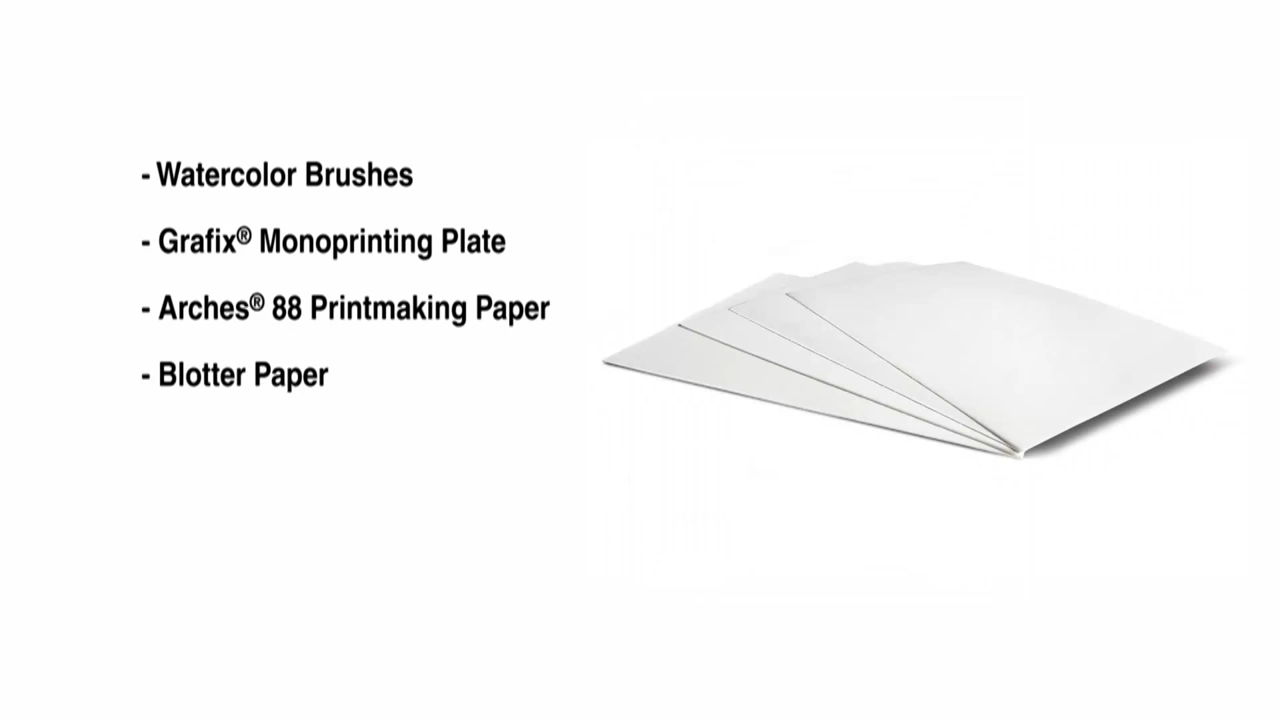 - Watercolor Brushes
- Grafix® Monoprinting Plate
- Arches® 88 Printmaking Paper
- Blotter Paper